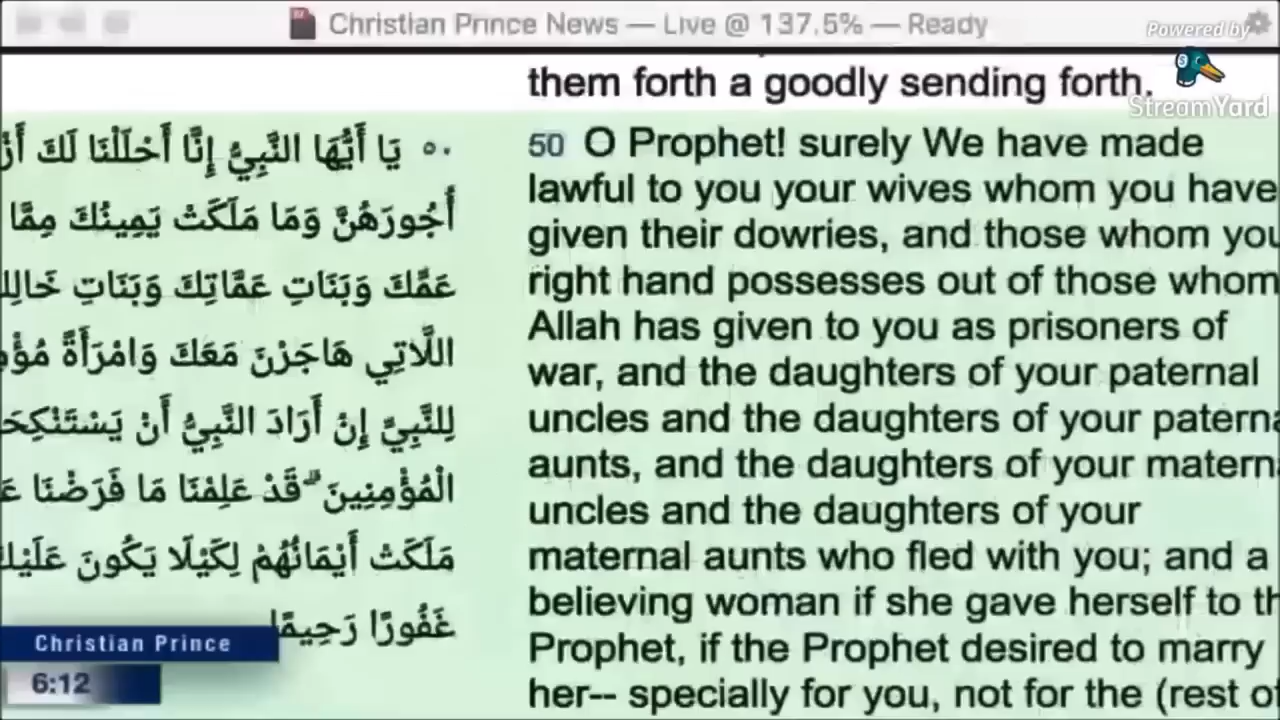 Christian Prince News — Live @ 137.5% — Ready
Powered by
StreamYard
them forth a goodly sending forth.
50 O Prophet! surely We have made
lawful to you your wives whom you have
given their dowries, and those whom you
right hand possesses out of those whom
Allah has given to you as prisoners of
war, and the daughters of your paternal
uncles and the daughters of your paterna
aunts, and the daughters of your matern
uncles and the daughters of your
maternal aunts who fled with you; and a
believing woman if she gave herself to th
Prophet, if the Prophet desired to marry
her-- specially for you, not for the (rest of
٥٠ يَا أَيُّهَا النَّبِيُّ إِنَّا أَحْلَلْنَا لَكَ
أُجُورَهُنَّ وَمَا مَلَكَتْ يَمِينُكَ مِمَّا
عَمِّكَ وَبَنَاتِ عَمَّاتِكَ وَبَنَاتِ
اللَّاتِي هَاجَرْنَ مَعَكَ وَامْرَأَةً
لِلنَّبِيِّ إِنْ أَرَادَ النَّبِيُّ أَنْ
الْمُؤْمِنِينَ ۗ قَدْ عَلِمْنَا مَا فَرَضْنَا
مَلَكَتْ أَيْمَانُهُمْ لِكَيْلَا يَكُونَ
غَفُورًا رَحِيمًا
Christian Prince
6:12